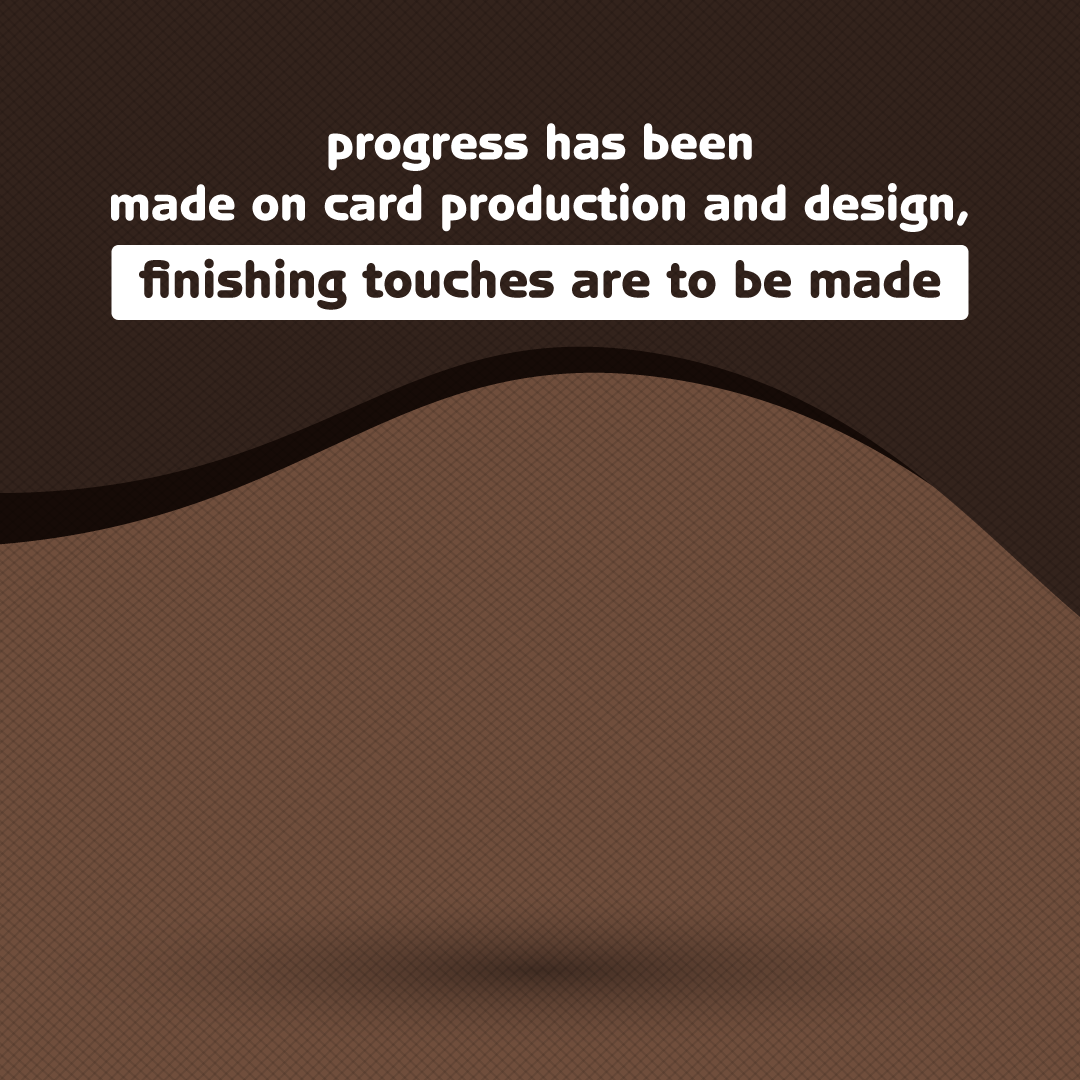 progress has been
made on card production and design,
finishing touches are to be made